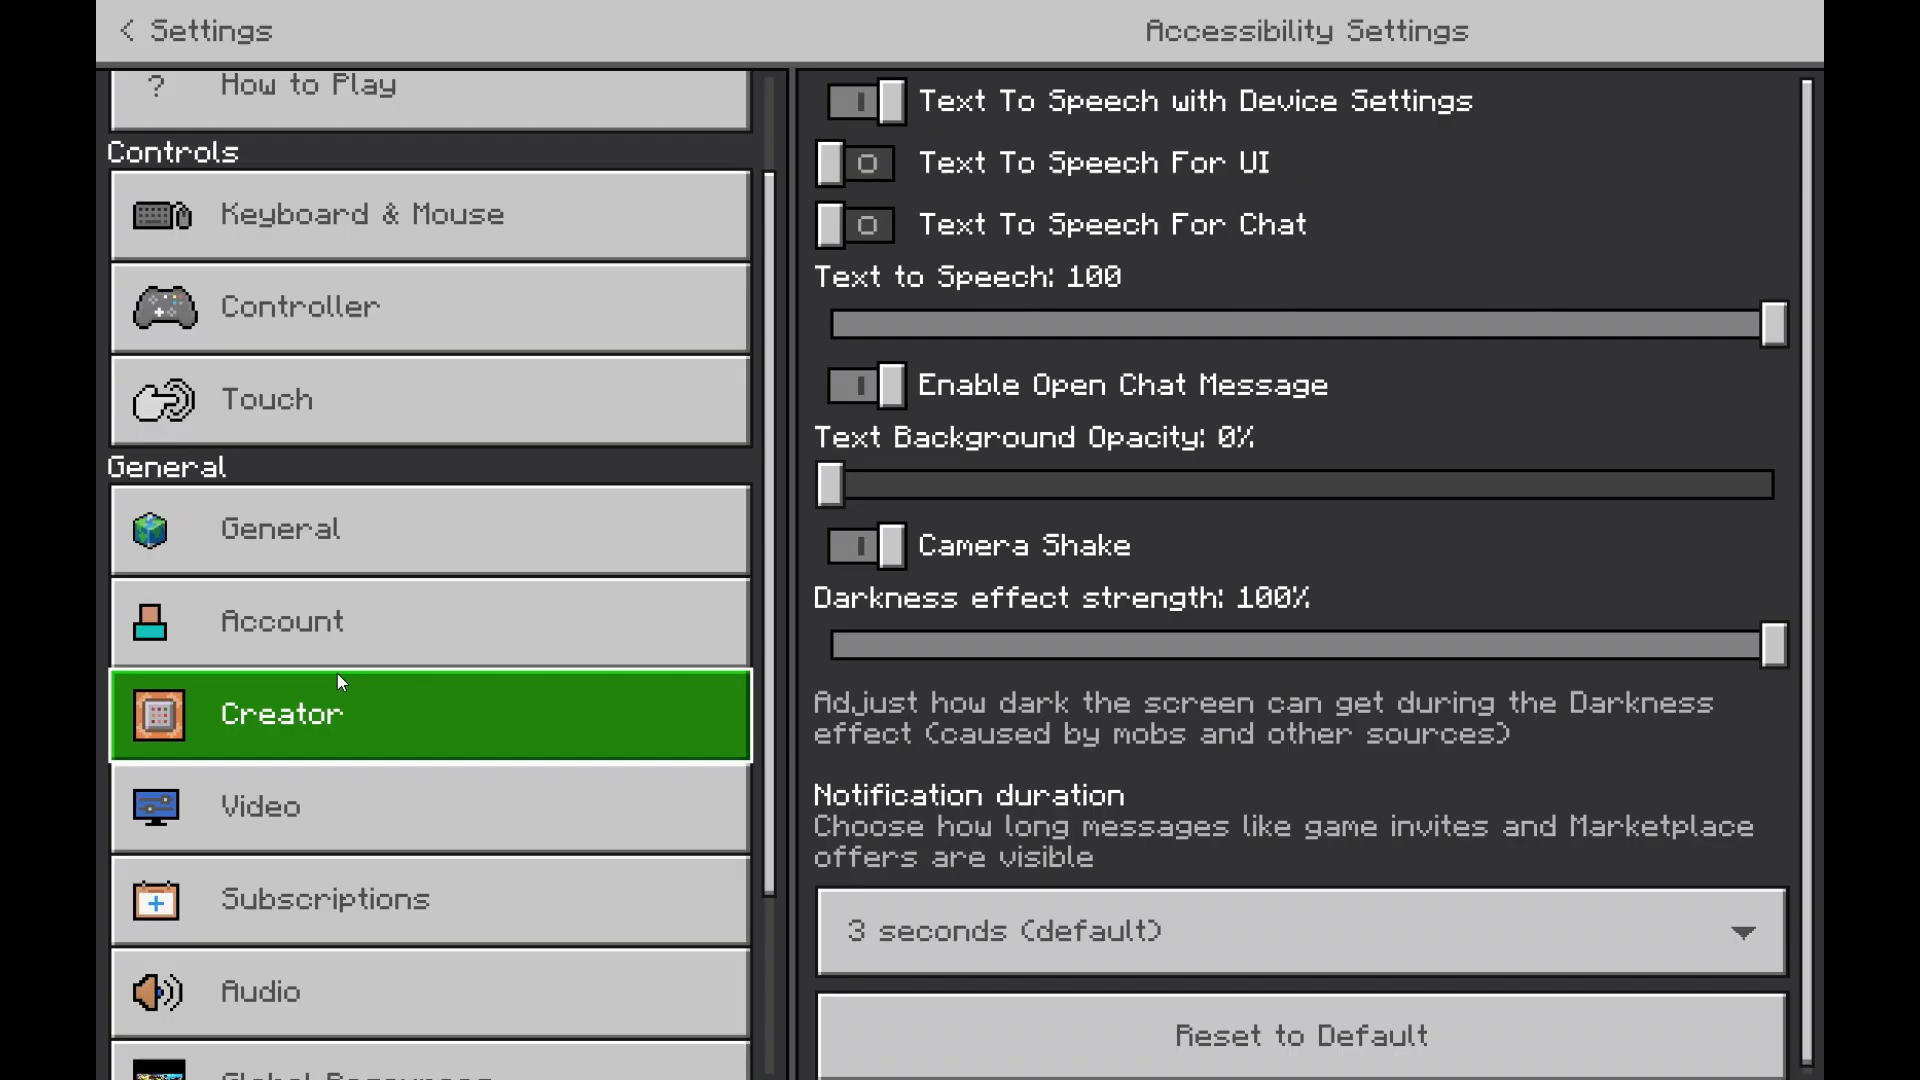 < Settings
Accessibility Settings
? How to Play
Controls
Keyboard & Mouse
Controller
Touch
General
General
Account
Creator
Video
Subscriptions
Audio
Global Resources
Text To Speech with Device Settings
Text To Speech For UI
Text To Speech For Chat
Text to Speech: 100
Enable Open Chat Message
Text Background Opacity: 0%
Camera Shake
Darkness effect strength: 100%
Adjust how dark the screen can get during the Darkness
effect (caused by mobs and other sources)
Notification duration
Choose how long messages like game invites and Marketplace
offers are visible
3 seconds (default)
Reset to Default